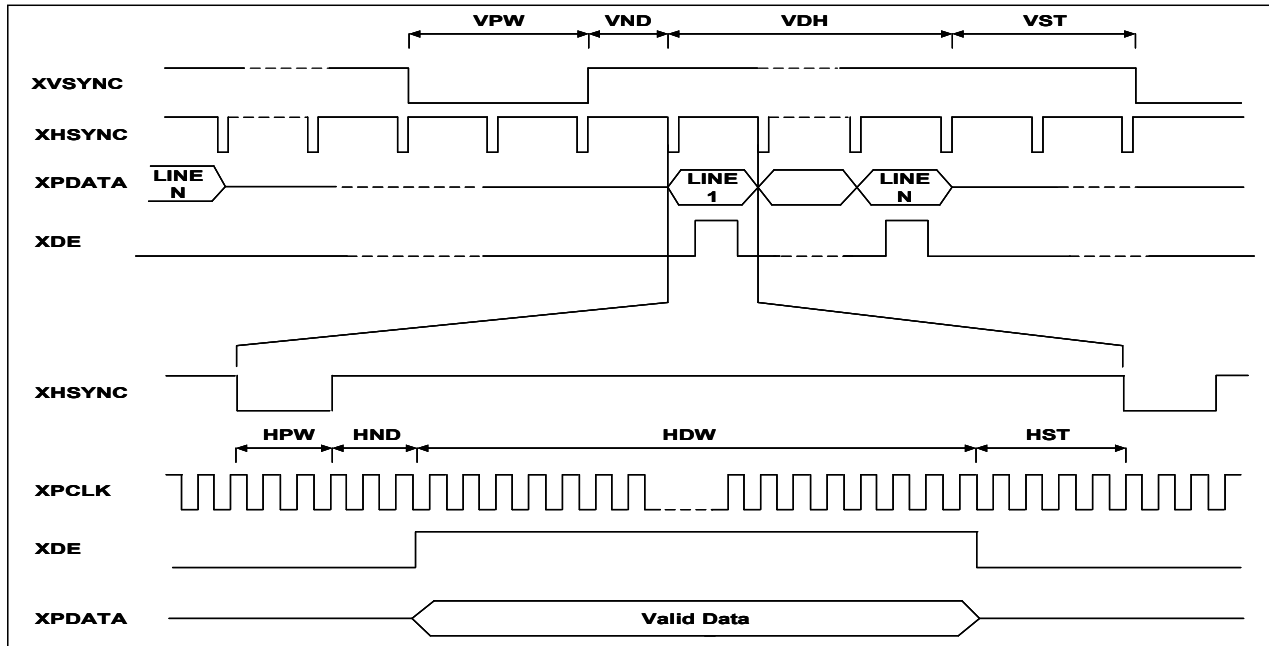 VPW VND VDH VST
XVSYNC
XHSYNC
XPDATA LINE N LINE 1 LINE N
XDE
XHSYNC
HPW HND HDW HST
XPCLK
XDE
XPDATA Valid Data